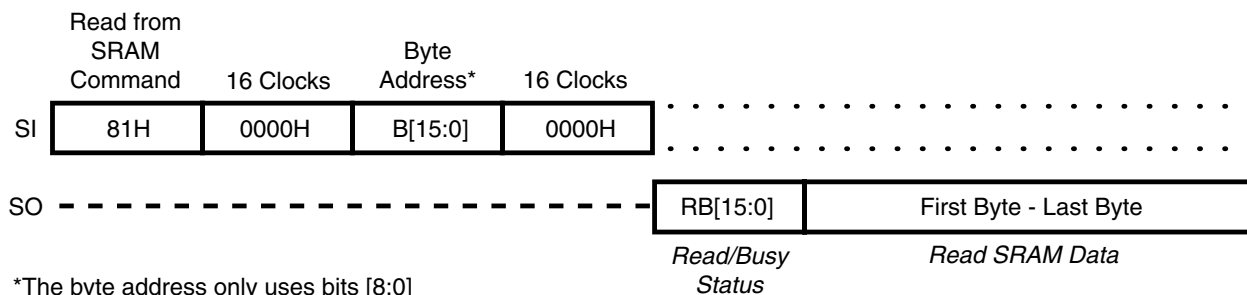 Read from
SRAM
Command
16 Clocks
Byte
Address*
16 Clocks
SI
81H
0000H
B[15:0]
0000H
SO
RB[15:0]
First Byte - Last Byte
Read/Busy
Status
Read SRAM Data
*The byte address only uses bits [8:0]